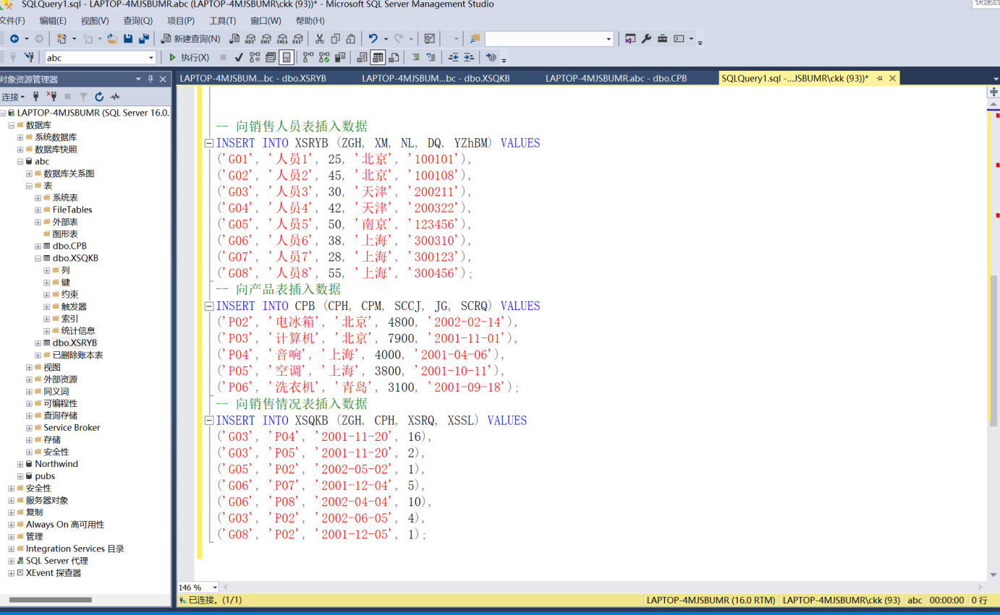 SQLQuery1.sql - LAPTOP-4MJSBUMR.abc (LAPTOP-4MJSBUMR\ckk (93))* - Microsoft SQL Server Management Studio
快速启
文件(F) 编辑(E) 视图(V) 查询(Q) 项目(P) 工具(T) 窗口(W) 帮助(H)
新建查询(N) MDX DMX XMLA DAX
abc 执行(X)
对象资源管理器
LAPTOP-4MJSBUM...bc - dbo.XSRYB LAPTOP-4MJSBUM...bc - dbo.XSQKB LAPTOP-4MJSBUMR.abc - dbo.CPB SQLQuery1.sql -...JSBUMR\ckk (93))*
连接
LAPTOP-4MJSBUMR (SQL Server 16.0.
数据库
系统数据库
数据库快照
abc
数据库关系图
表
系统表
FileTables
外部表
图形表
dbo.CPB
dbo.XSQKB
列
键
约束
触发器
索引
统计信息
dbo.XSRYB
已删除账本表
视图
外部资源
同义词
可编程性
查询存储
Service Broker
存储
安全性
Northwind
pubs
安全性
服务器对象
复制
Always On 高可用性
管理
Integration Services 目录
SQL Server 代理
XEvent 探查器
-- 向销售人员表插入数据
INSERT INTO XSRYB (ZGH, XM, NL, DQ, YZhBM) VALUES
('G01', '人员1', 25, '北京', '100101'),
('G02', '人员2', 45, '北京', '100108'),
('G03', '人员3', 30, '天津', '200211'),
('G04', '人员4', 42, '天津', '200322'),
('G05', '人员5', 50, '南京', '123456'),
('G06', '人员6', 38, '上海', '300310'),
('G07', '人员7', 28, '上海', '300123'),
('G08', '人员8', 55, '上海', '300456');
-- 向产品表插入数据
INSERT INTO CPB (CPH, CPM, SCCJ, JG, SCRQ) VALUES
('P02', '电冰箱', '北京', 4800, '2002-02-14'),
('P03', '计算机', '北京', 7900, '2001-11-01'),
('P04', '音响', '上海', 4000, '2001-04-06'),
('P05', '空调', '上海', 3800, '2001-10-11'),
('P06', '洗衣机', '青岛', 3100, '2001-09-18');
-- 向销售情况表插入数据
INSERT INTO XSQKB (ZGH, CPH, XSRQ, XSSL) VALUES
('G03', 'P04', '2001-11-20', 16),
('G03', 'P05', '2001-11-20', 2),
('G05', 'P02', '2002-05-02', 1),
('G06', 'P07', '2001-12-04', 5),
('G06', 'P08', '2002-04-04', 10),
('G03', 'P02', '2002-06-05', 4),
('G08', 'P02', '2001-12-05', 1);
146 %
已连接。(1/1) LAPTOP-4MJSBUMR (16.0 RTM) LAPTOP-4MJSBUMR\ckk (93) abc 00:00:00 0 行